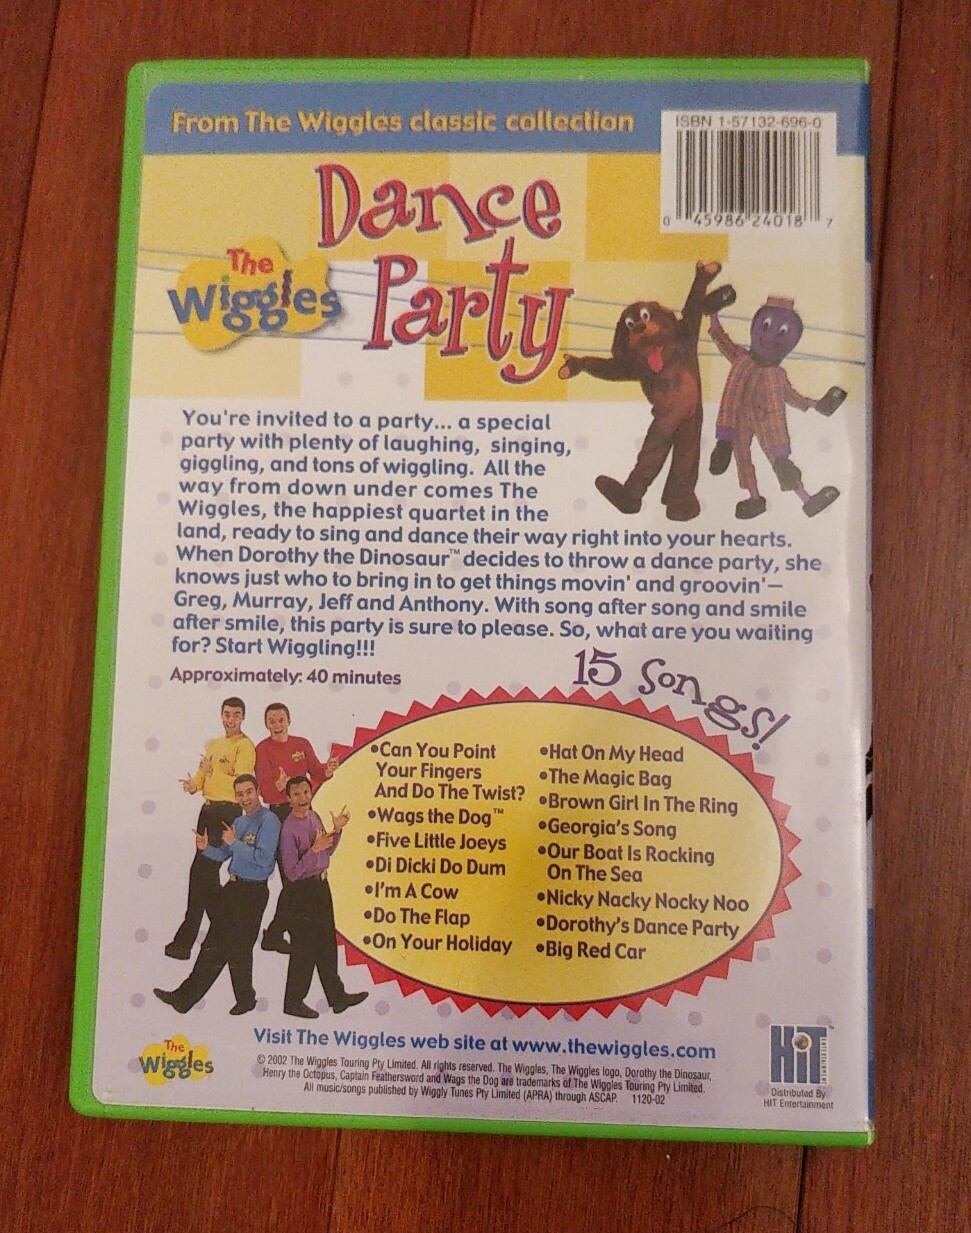 From The Wiggles classic collection
ISBN 1-57132-696-0
0 45986 24018 7
Dance
Party
The
Wiggles
You're invited to a party... a special
party with plenty of laughing, singing,
giggling, and tons of wiggling. All the
way from down under comes The
Wiggles, the happiest quartet in the
land, ready to sing and dance their way right into your hearts.
When Dorothy the Dinosaur™ decides to throw a dance party, she
knows just who to bring in to get things movin' and groovin'—
Greg, Murray, Jeff and Anthony. With song after song and smile
after smile, this party is sure to please. So, what are you waiting
for? Start Wiggling!!!
Approximately: 40 minutes
15 Songs!
•Can You Point
Your Fingers
And Do The Twist?
•Wags the Dog™
•Five Little Joeys
•Di Dicki Do Dum
•I'm A Cow
•Do The Flap
•On Your Holiday
•Hat On My Head
•The Magic Bag
•Brown Girl In The Ring
•Georgia's Song
•Our Boat Is Rocking
On The Sea
•Nicky Nacky Nocky Noo
•Dorothy's Dance Party
•Big Red Car
Visit The Wiggles web site at www.thewiggles.com
The
Wiggles
© 2002 The Wiggles Touring Pty Limited. All rights reserved. The Wiggles, The Wiggles logo, Dorothy the Dinosaur,
Henry the Octopus, Captain Feathersword and Wags the Dog are trademarks of The Wiggles Touring Pty Limited.
All music/songs published by Wiggly Tunes Pty Limited (APRA) through ASCAP. 1120-02
HiT
Distributed By
HIT Entertainment